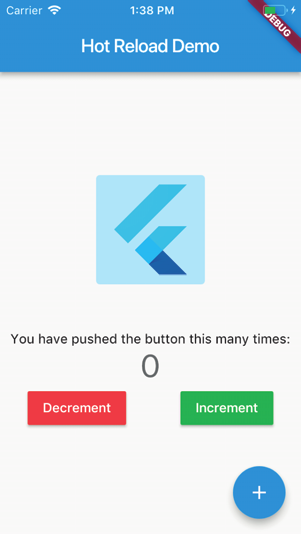 Carrier 1:38 PM
DEBUG
Hot Reload Demo
You have pushed the button this many times:
0
Decrement Increment
+